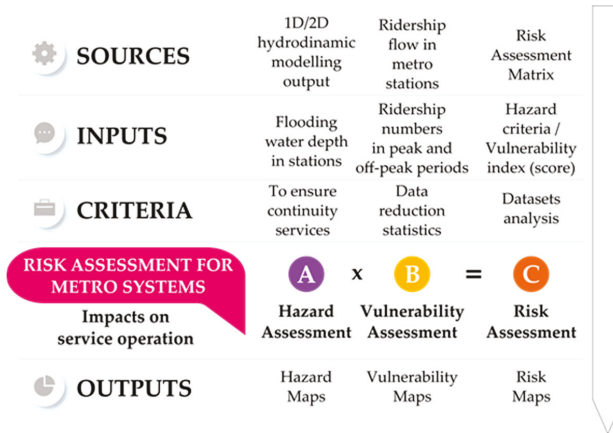 SOURCES
1D/2D
hydrodinamic
modelling
output
Ridership
flow in
metro
stations
Risk
Assessment
Matrix
INPUTS
Flooding
water depth
in stations
Ridership
numbers
in peak and
off-peak periods
Hazard
criteria /
Vulnerability
index (score)
CRITERIA
To ensure
continuity
services
Data
reduction
statistics
Datasets
analysis
RISK ASSESSMENT FOR
METRO SYSTEMS
Impacts on
service operation
A x B = C
Hazard
Assessment
Vulnerability
Assessment
Risk
Assessment
OUTPUTS
Hazard
Maps
Vulnerability
Maps
Risk
Maps